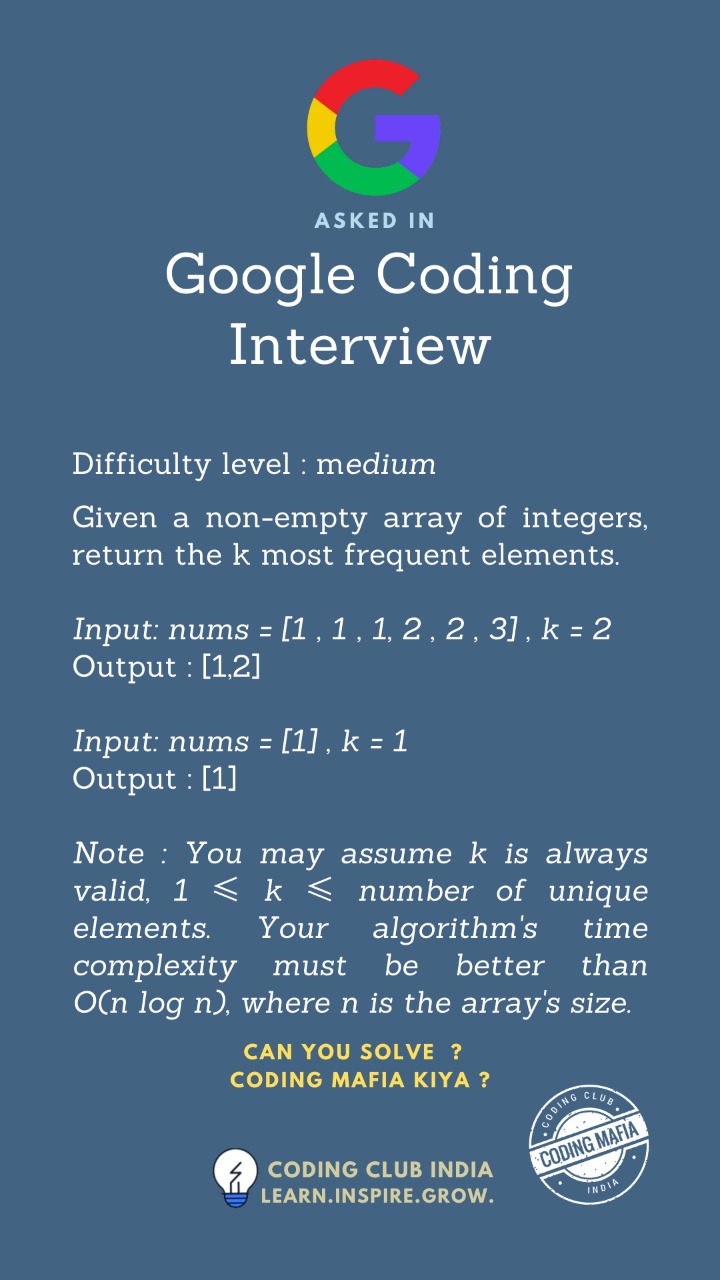 ASKED IN
Google Coding
Interview
Difficulty level : medium
Given a non-empty array of integers,
return the k most frequent elements.
Input: nums = [1 , 1 , 1, 2 , 2 , 3] , k = 2
Output : [1,2]
Input: nums = [1] , k = 1
Output : [1]
Note : You may assume k is always
valid, 1 ⩽ k ⩽ number of unique
elements. Your algorithm's time
complexity must be better than
O(n log n), where n is the array's size.
CAN YOU SOLVE ?
CODING MAFIA KIYA ?
CODING CLUB
CODING MAFIA
INDIA
CODING CLUB INDIA
LEARN.INSPIRE.GROW.